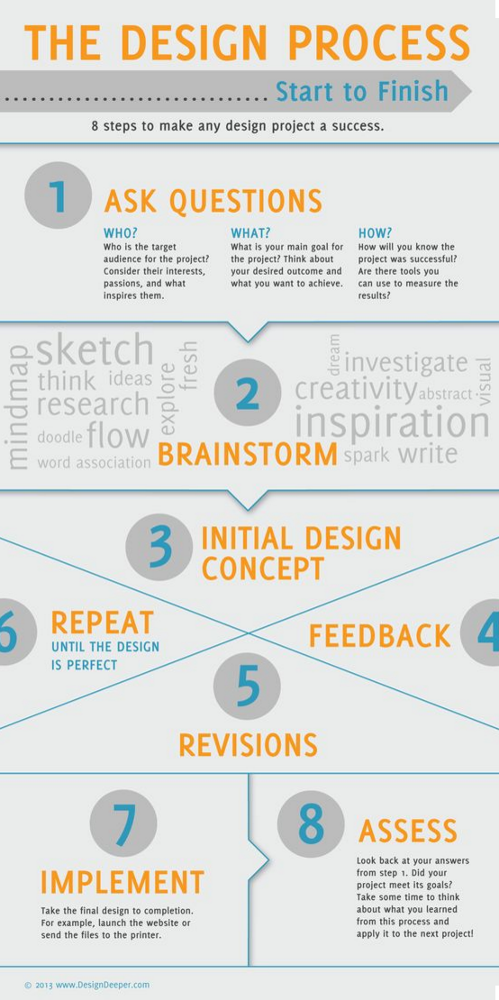 THE DESIGN PROCESS
Start to Finish
8 steps to make any design project a success.
1
ASK QUESTIONS
WHO?
Who is the target
audience for the project?
Consider their interests,
passions, and what
inspires them.
WHAT?
What is your main goal for
the project? Think about
your desired outcome and
what you want to achieve.
HOW?
How will you know the
project was successful?
Are there tools you
can use to measure the
results?
mindmap
sketch
think ideas
research
doodle flow
word association
explore
fresh
2
BRAINSTORM
dream
investigate
creativity abstract
visual
inspiration
spark write
3
INITIAL DESIGN
CONCEPT
4
FEEDBACK
5
REVISIONS
6
REPEAT
UNTIL THE DESIGN
IS PERFECT
7
IMPLEMENT
Take the final design to completion.
For example, launch the website or
send the files to the printer.
8
ASSESS
Look back at your answers
from step 1. Did your
project meet its goals?
Take some time to think
about what you learned
from this process and
apply it to the next project!
© 2013 www.DesignDeeper.com